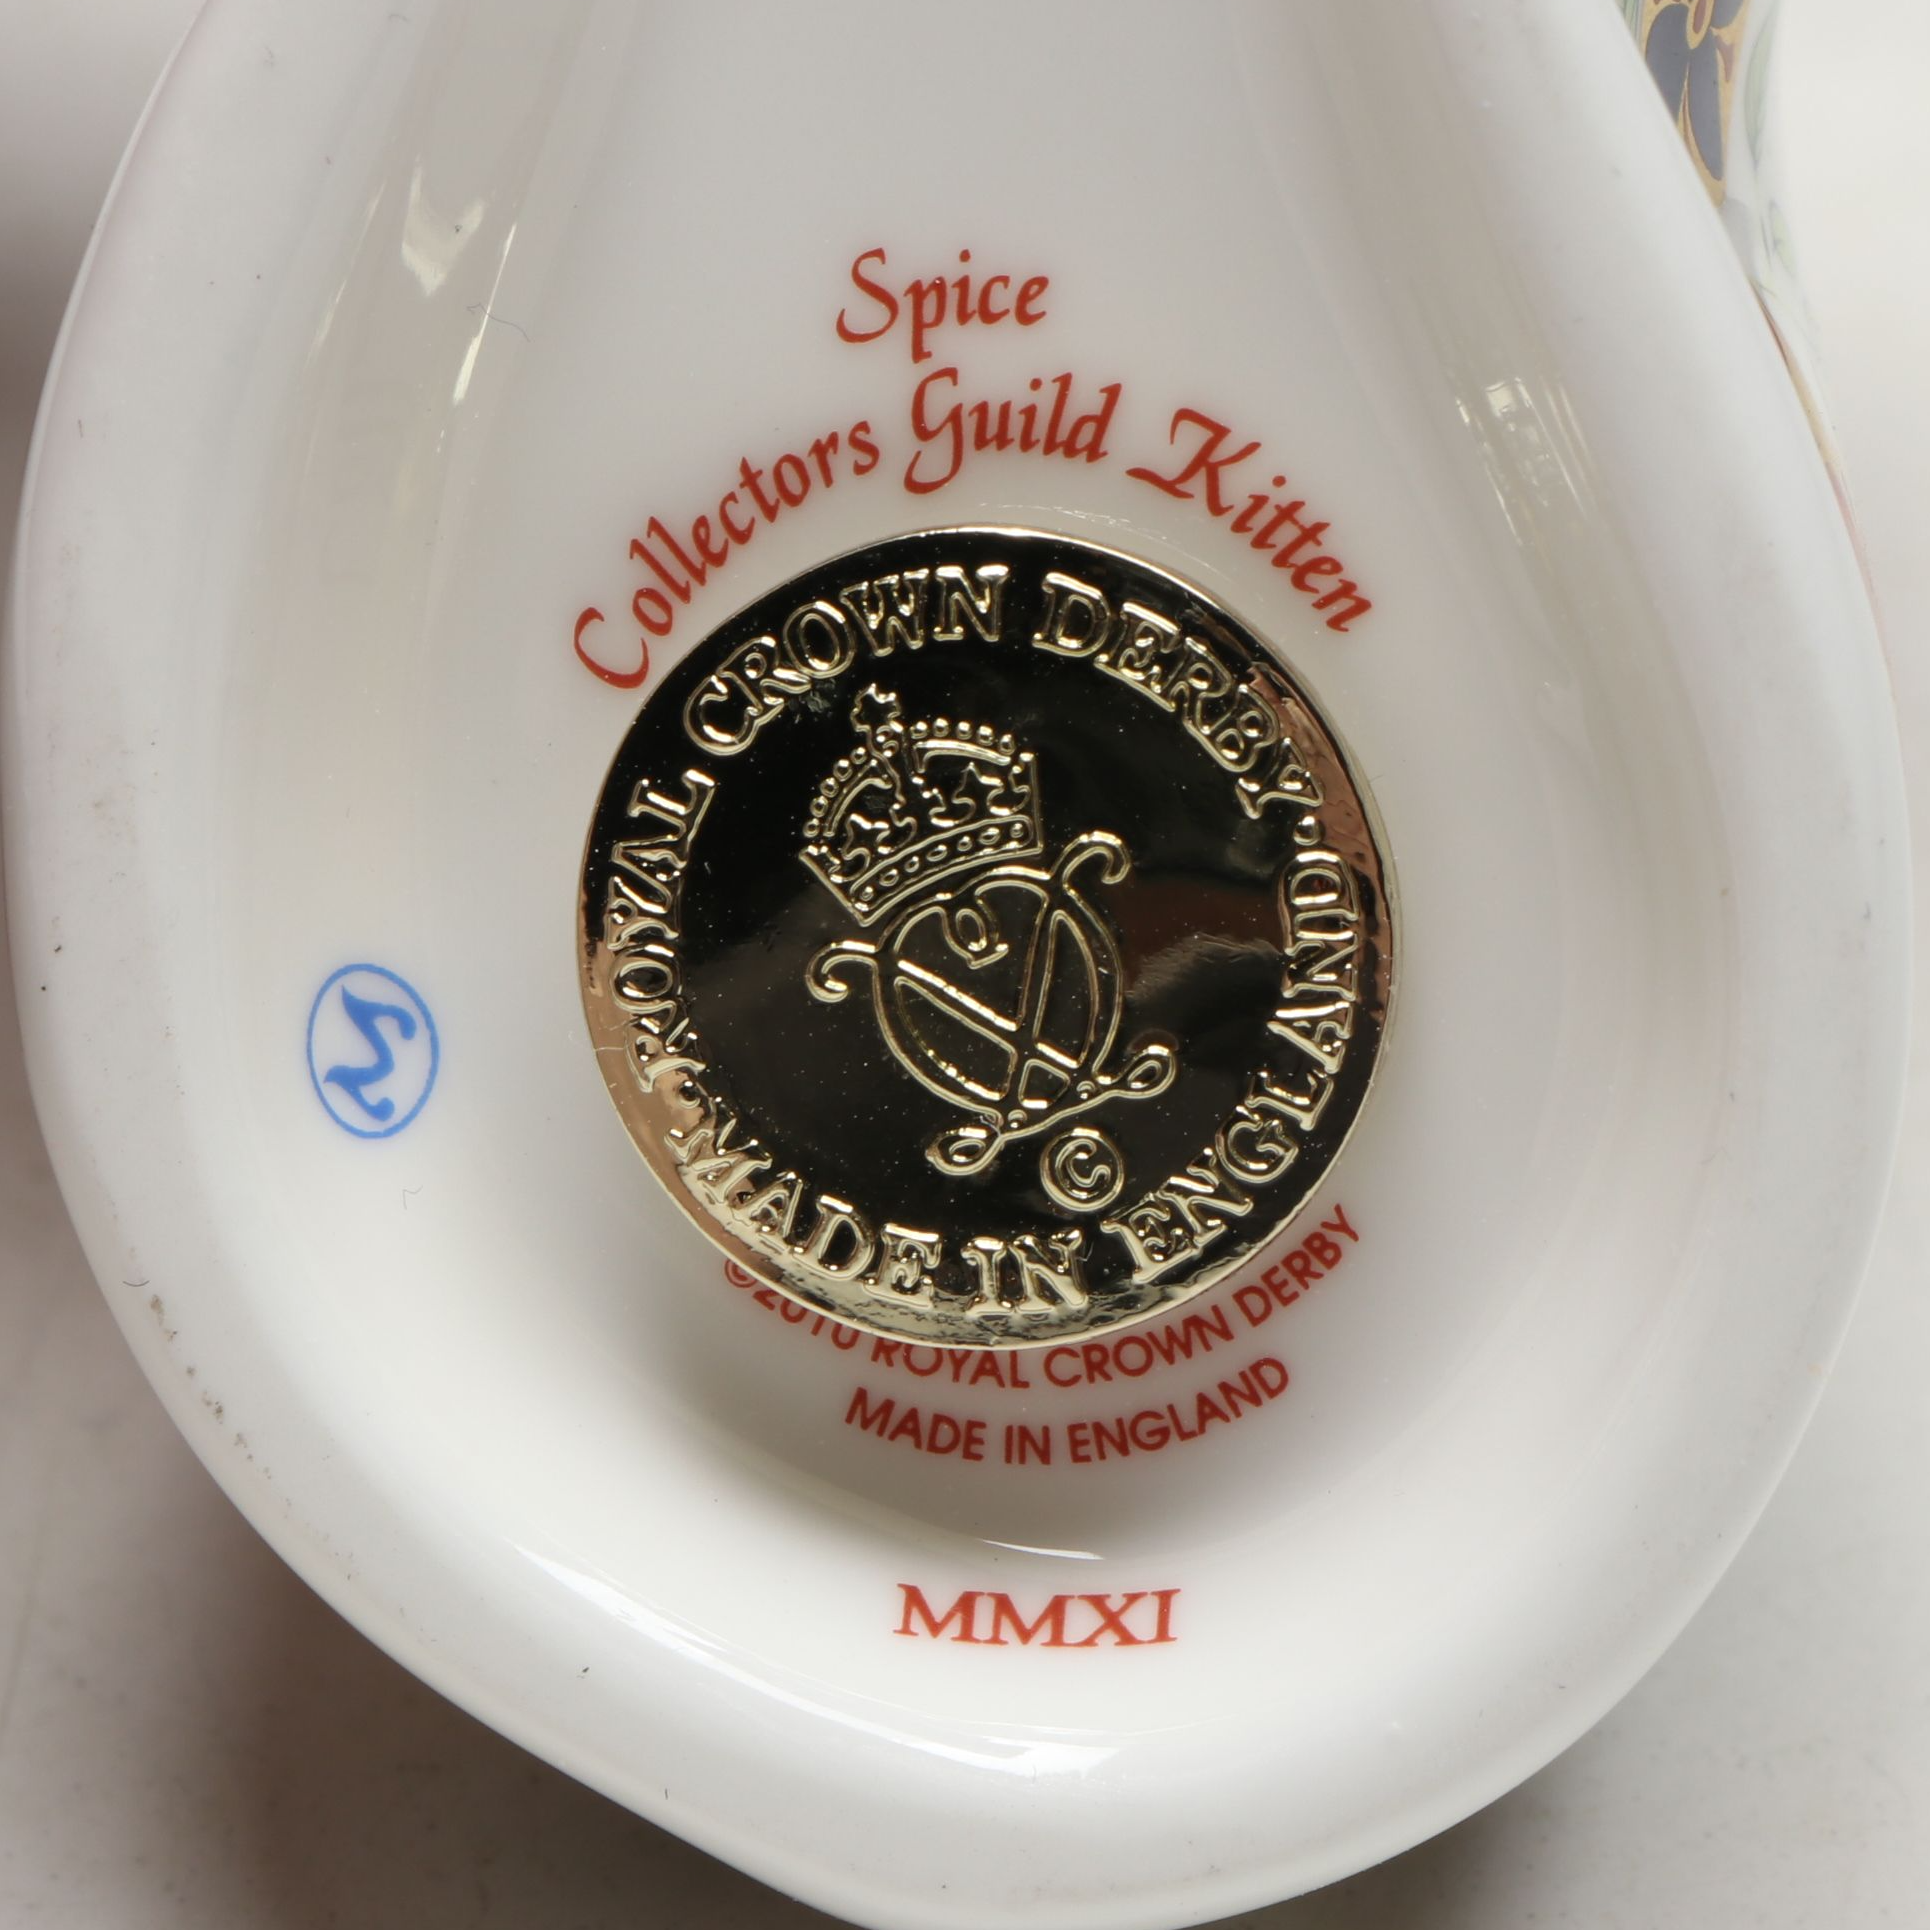 Spice
Collectors Guild Kitten
ROYAL CROWN DERBY.
.MADE IN ENGLAND
©
©2010 ROYAL CROWN DERBY
MADE IN ENGLAND
MMXI